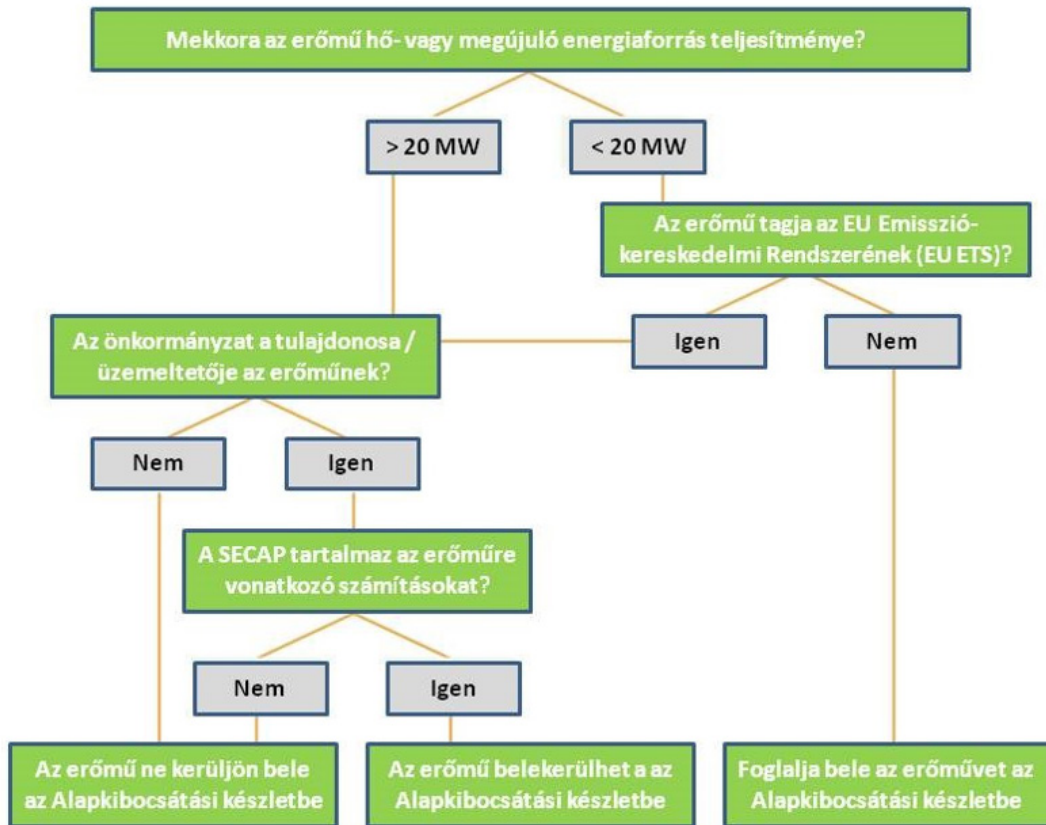 Mekkora az erőmű hő- vagy megújuló energiaforrás teljesítménye?
> 20 MW
< 20 MW
Az erőmű tagja az EU Emisszió-
kereskedelmi Rendszerének (EU ETS)?
Igen
Nem
Az önkormányzat a tulajdonosa /
üzemeltetője az erőműnek?
Nem
Igen
A SECAP tartalmaz az erőműre
vonatkozó számításokat?
Nem
Igen
Az erőmű ne kerüljön bele
az Alapkibocsátási készletbe
Az erőmű belekerülhet a az
Alapkibocsátási készletbe
Foglalja bele az erőművet az
Alapkibocsátási készletbe